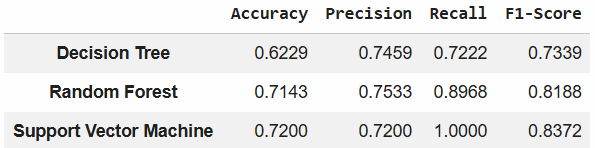 Accuracy Precision Recall F1-Score
Decision Tree 0.6229 0.7459 0.7222 0.7339
Random Forest 0.7143 0.7533 0.8968 0.8188
Support Vector Machine 0.7200 0.7200 1.0000 0.8372